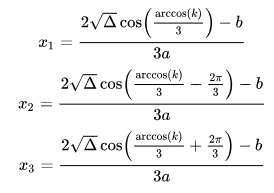 x₁ = (2√Δ cos(arccos(k)/3) − b) / 3a
x₂ = (2√Δ cos(arccos(k)/3 − 2π/3) − b) / 3a
x₃ = (2√Δ cos(arccos(k)/3 + 2π/3) − b) / 3a